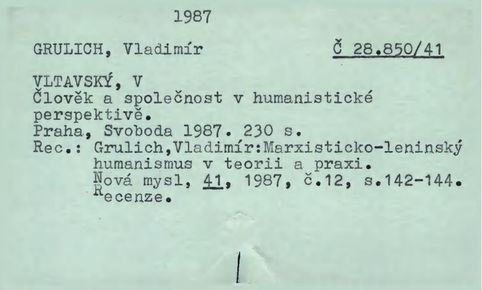 1987
GRULICH, Vladimír Č 28.850/41
VLTAVSKÝ, V
Člověk a společnost v humanistické
perspektivě.
Praha, Svoboda 1987. 230 s.
Rec.: Grulich,Vladimír:Marxisticko-leninský
humanismus v teorii a praxi.
Nová mysl, 41, 1987, č.12, s.142-144.
Recenze.